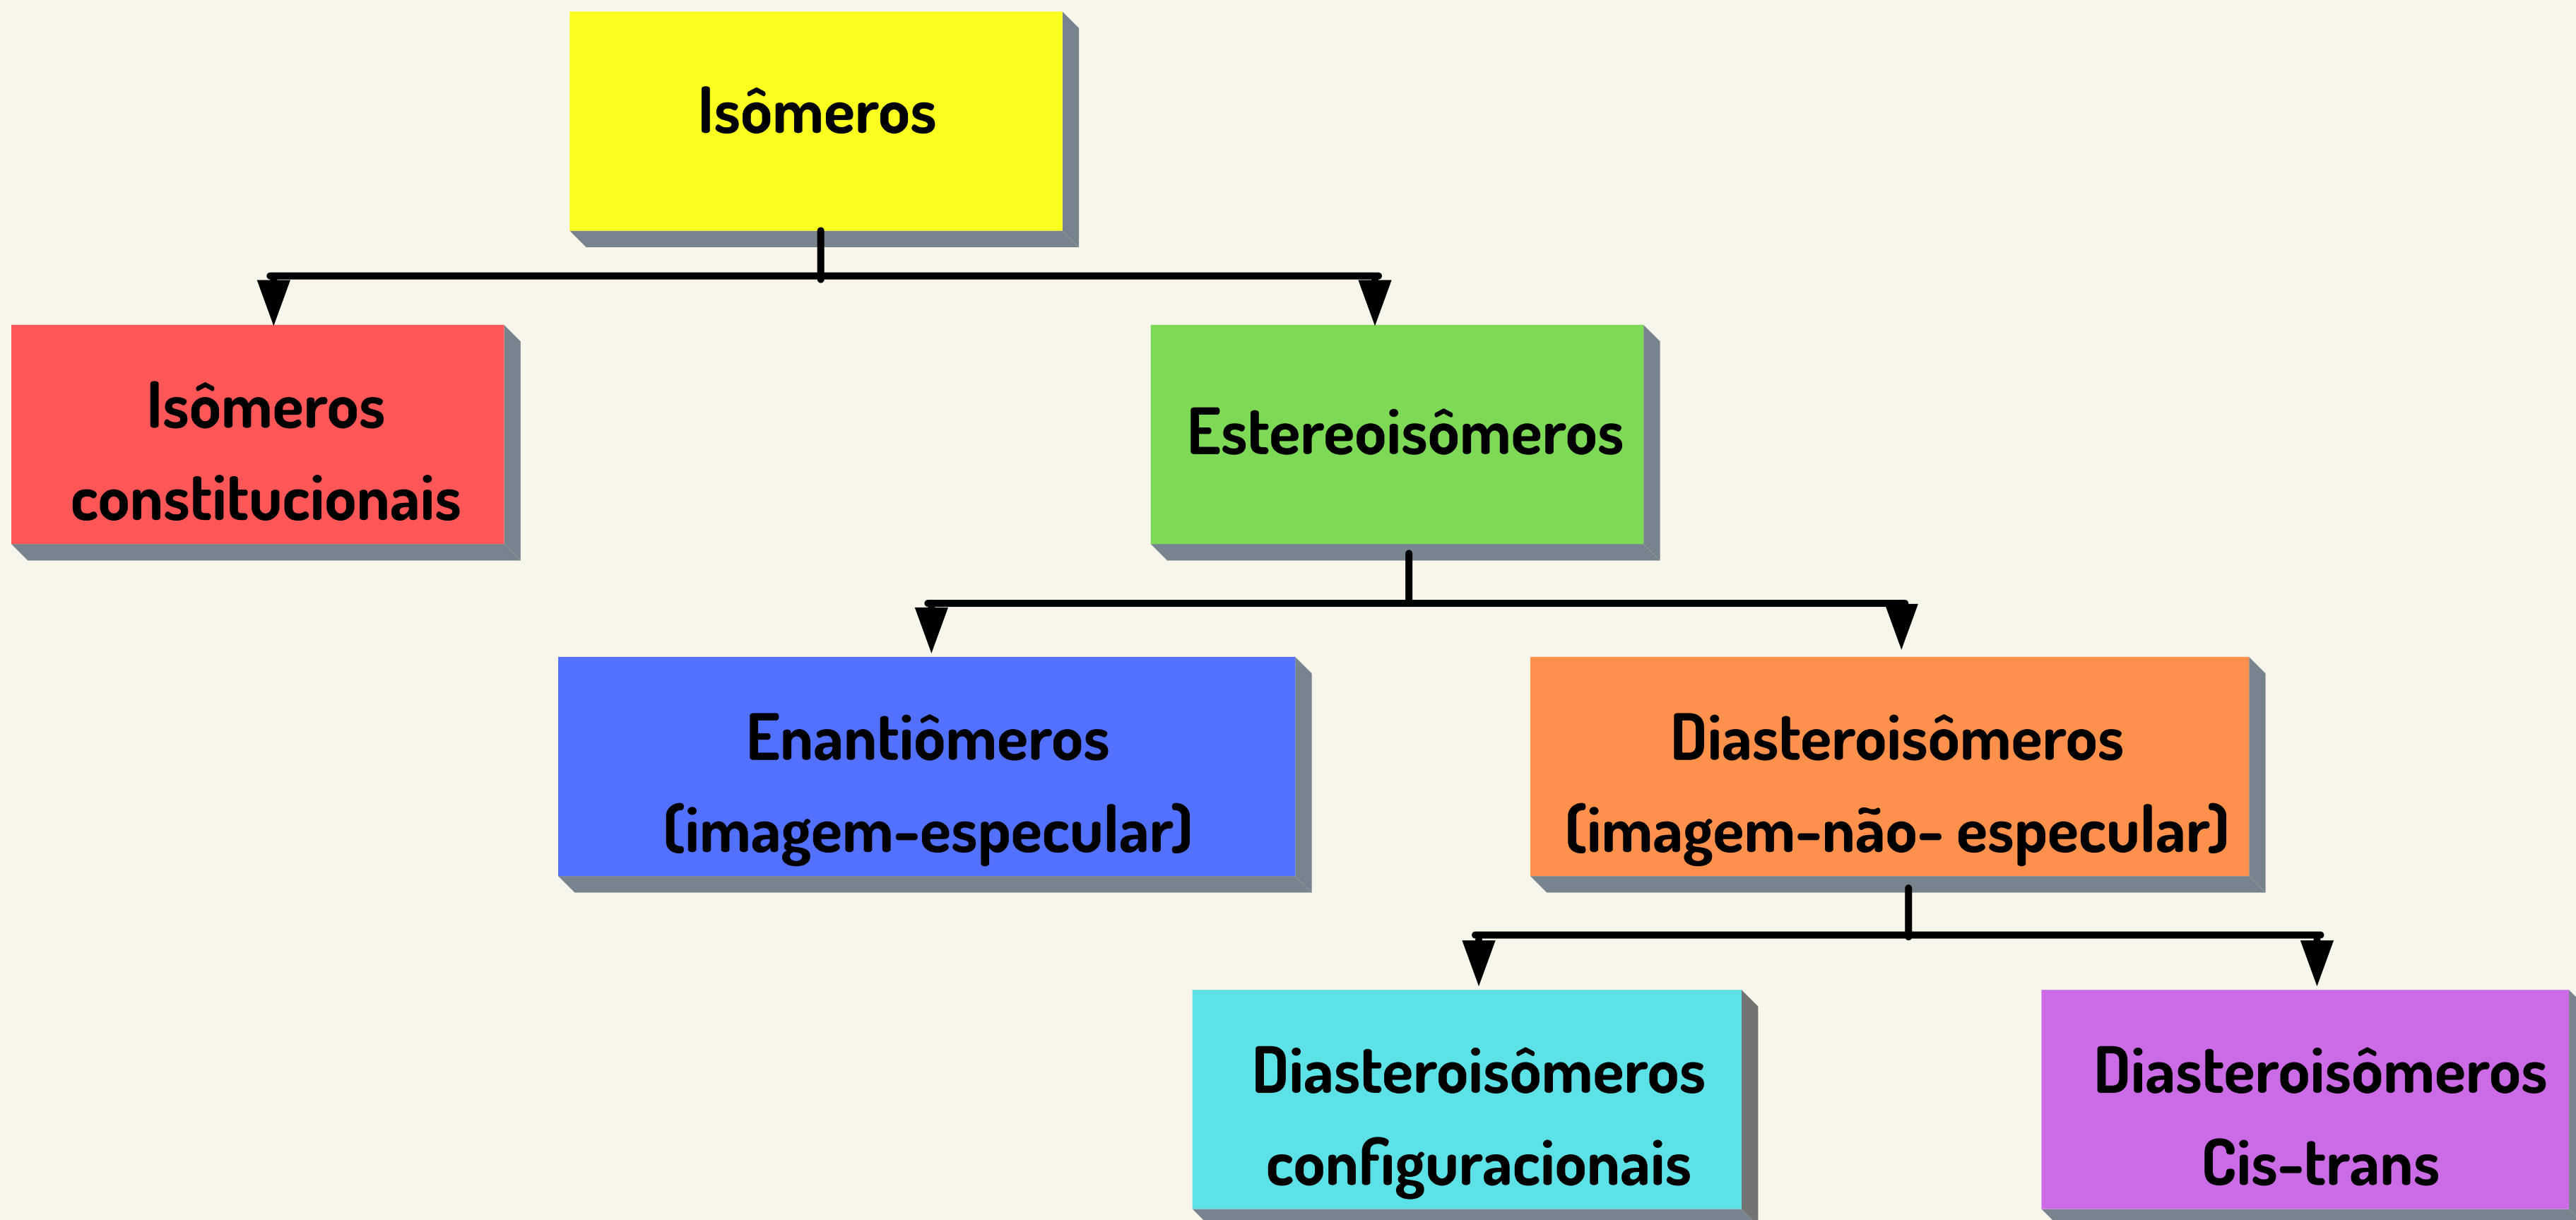 Isômeros
Isômeros
constitucionais
Estereoisômeros
Enantiômeros
(imagem-especular)
Diasteroisômeros
(imagem-não- especular)
Diasteroisômeros
configuracionais
Diasteroisômeros
Cis-trans